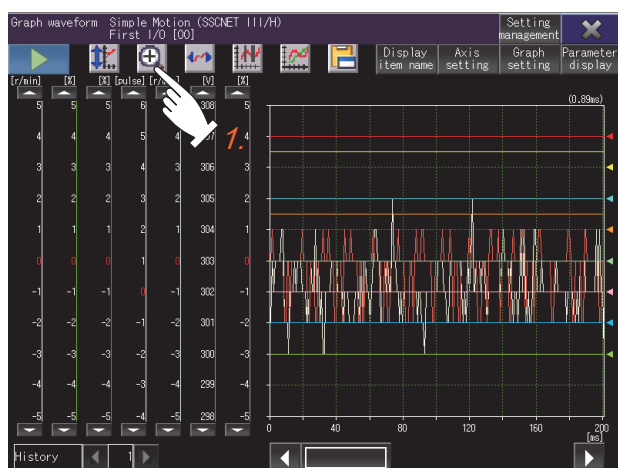 Graph waveform Simple Motion (SSCNET III/H)
First I/O [00]
Setting
management
Display
item name
Axis
setting
Graph
setting
Parameter
display
[r/min] [%] [%] [pulse] [V] [%]
(0.89ms)
5 5 5 6 5 308 5
4 4 4 5 4 4
1.
3 3 3 4 3 306 3
2 2 2 3 2 305 2
1 1 1 2 1 304 1
0 0 0 1 0 303 0
-1 -1 -1 0 -1 302 -1
-2 -2 -2 -1 -2 301 -2
-3 -3 -3 -2 -3 300 -3
-4 -4 -4 -3 -4 299 -4
-5 -5 -5 -4 -5 298 -5
0 40 80 120 160 200
[ms]
History 1